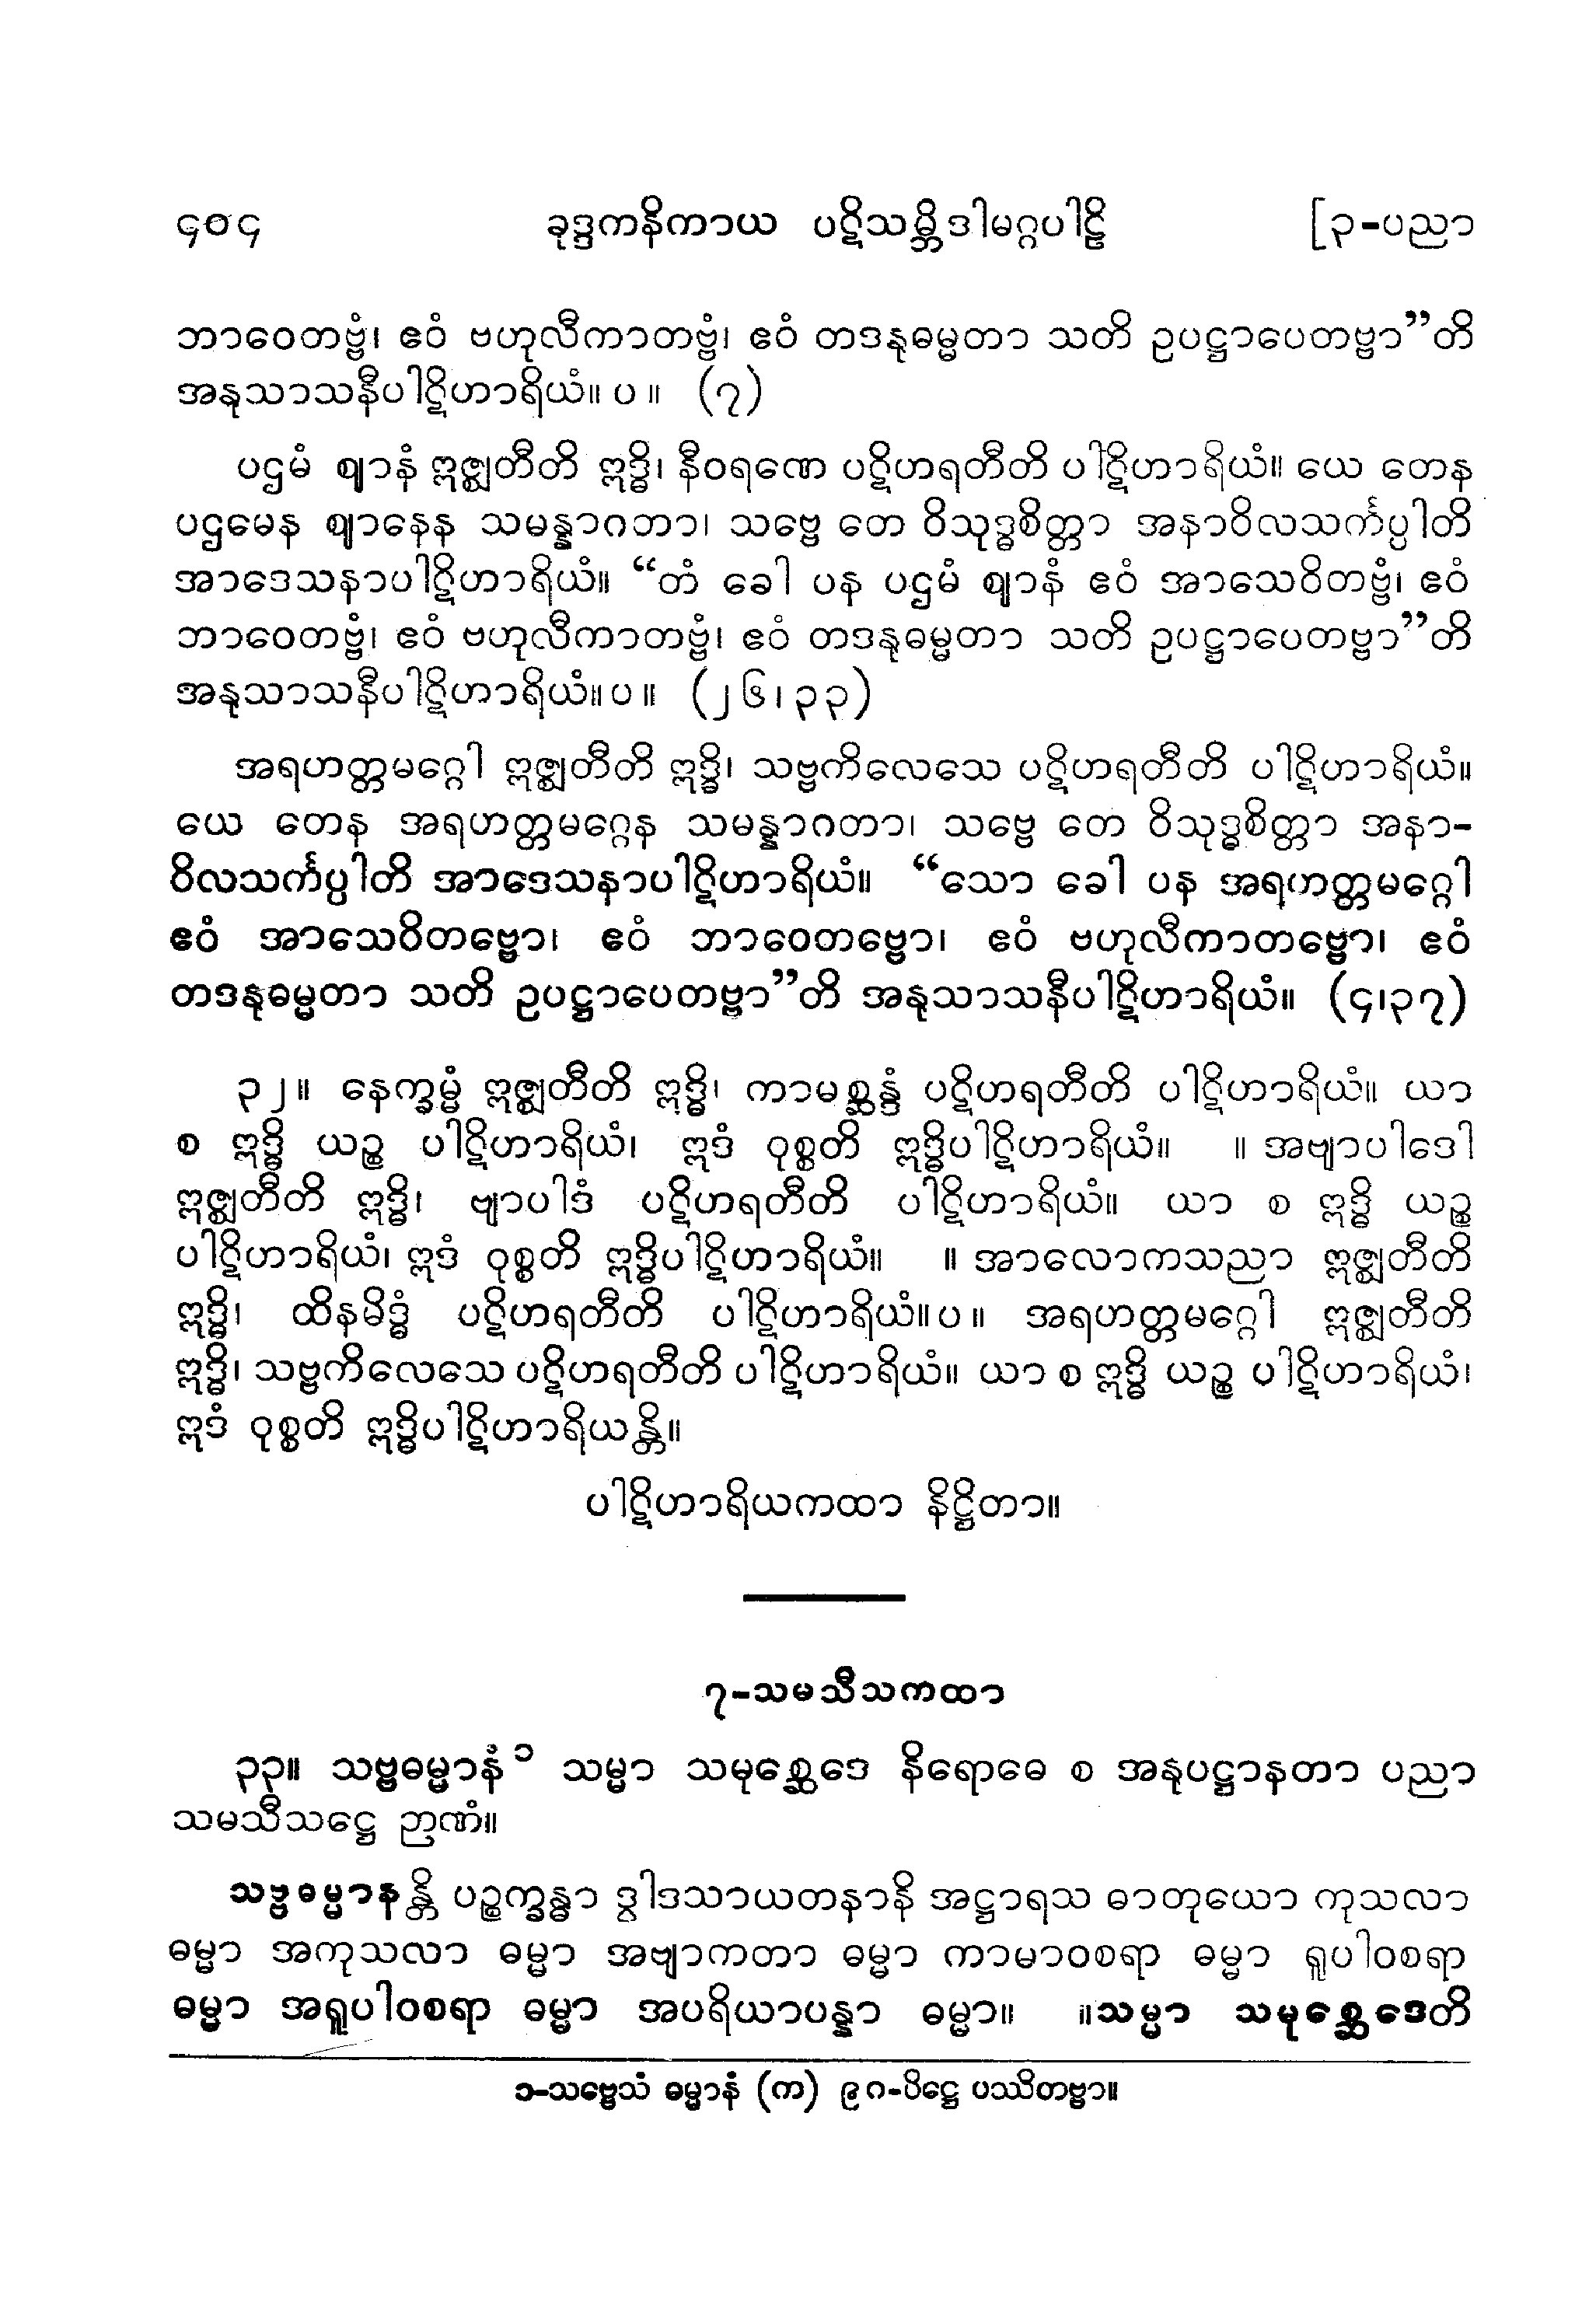 ၄၀၄ ခုဒ္ဒကနိကာယ ပဋိသမ္ဘိဒါမဂ္ဂပါဠိ [၃-ပညာ
ဘာဝေတဗ္ဗံ၊ ဧဝံ ဗဟုလီကာတဗ္ဗံ၊ ဧဝံ တဒနုဓမ္မတာ သတိ ဥပဋ္ဌာပေတဗ္ဗာ”တိ
အနုသာသနီပါဋိဟာရိယံ။ ပ ။ (၇)
ပဌမံ ဈာနံ ဣဇ္ဈတီတိ ဣဒ္ဓိ၊ နီဝရဏေ ပဋိဟရတီတိ ပါဋိဟာရိယံ။ ယေ တေန
ပဌမေန ဈာနေန သမန္နာဂဘာ၊ သဗ္ဗေ တေ ဝိသုဒ္ဓစိတ္တာ အနာဝိလသင်္ကပ္ပါတိ
အာဒေသနာပါဋိဟာရိယံ။ “တံ ခေါ ပန ပဌမံ ဈာနံ ဧဝံ အာသေဝိတဗ္ဗံ၊ ဧဝံ
ဘာဝေတဗ္ဗံ၊ ဧဝံ ဗဟုလီကာတဗ္ဗံ၊ ဧဝံ တဒနုဓမ္မတာ သတိ ဥပဋ္ဌာပေတဗ္ဗာ”တိ
အနုသာသနီပါဋိဟာရိယံ။ပ ။ (၂၆၊၃၃)
အရဟတ္တမဂ္ဂေါ ဣဇ္ဈတီတိ ဣဒ္ဓိ၊ သဗ္ဗကိလေသေ ပဋိဟရတီတိ ပါဋိဟာရိယံ။
ယေ တေန အရဟတ္တမဂ္ဂေန သမန္နာဂတာ၊ သဗ္ဗေ တေ ဝိသုဒ္ဓစိတ္တာ အနာ-
ဝိလသင်္ကပ္ပါတိ အာဒေသနာပါဋိဟာရိယံ။ “သော ခေါ ပန အရဟတ္တမဂ္ဂေါ
ဧဝံ အာသေဝိတဗ္ဗော၊ ဧဝံ ဘာဝေတဗ္ဗော၊ ဧဝံ ဗဟုလီကာတဗ္ဗော၊ ဧဝံ
တဒနုဓမ္မတာ သတိ ဥပဋ္ဌာပေတဗ္ဗာ”တိ အနုသာသနီပါဋိဟာရိယံ။ (၄၊၃၇)
၃၂။ နေက္ခမ္မံ ဣဇ္ဈတီတိ ဣဒ္ဓိ၊ ကာမစ္ဆန္ဒံ ပဋိဟရတီတိ ပါဋိဟာရိယံ။ ယာ
စ ဣဒ္ဓိ ယဉ္စ ပါဋိဟာရိယံ၊ ဣဒံ ဝုစ္စတိ ဣဒ္ဓိပါဋိဟာရိယံ။ ။ အဗျာပါဒေါ
ဣဇ္ဈတီတိ ဣဒ္ဓိ၊ ဗျာပါဒံ ပဋိဟရတီတိ ပါဋိဟာရိယံ။ ယာ စ ဣဒ္ဓိ ယဉ္စ
ပါဋိဟာရိယံ၊ ဣဒံ ဝုစ္စတိ ဣဒ္ဓိပါဋိဟာရိယံ။ ။ အာလောကသညာ ဣဇ္ဈတီတိ
ဣဒ္ဓိ၊ ထိနမိဒ္ဓံ ပဋိဟရတီတိ ပါဋိဟာရိယံ။ပ ။ အရဟတ္တမဂ္ဂေါ ဣဇ္ဈတီတိ
ဣဒ္ဓိ၊ သဗ္ဗကိလေသေ ပဋိဟရတီတိ ပါဋိဟာရိယံ။ ယာ စ ဣဒ္ဓိ ယဉ္စ ပါဋိဟာရိယံ၊
ဣဒံ ဝုစ္စတိ ဣဒ္ဓိပါဋိဟာရိယန္တိ။
ပါဋိဟာရိယကထာ နိဋ္ဌိတာ။
၇-သမသီသကထာ
၃၃။ သဗ္ဗဓမ္မာနံ ၁ သမ္မာ သမုစ္ဆေဒေ နိရောဓေ စ အနုပဋ္ဌာနတာ ပညာ
သမသီသဋ္ဌေ ဉာဏံ။
သဗ္ဗဓမ္မာနန္တိ ပဉ္စက္ခန္ဓာ ဒွါဒသာယတနာနိ အဋ္ဌာရသ ဓာတုယော ကုသလာ
ဓမ္မာ အကုသလာ ဓမ္မာ အဗျာကတာ ဓမ္မာ ကာမာဝစရာ ဓမ္မာ ရူပါဝစရာ
ဓမ္မာ အရူပါဝစရာ ဓမ္မာ အပရိယာပန္နာ ဓမ္မာ။ ။သမ္မာ သမုစ္ဆေဒေတိ
၁-သဗ္ဗေသံ ဓမ္မာနံ (က) ၉၈-ပိဋ္ဌေ ပဿိတဗ္ဗာ။